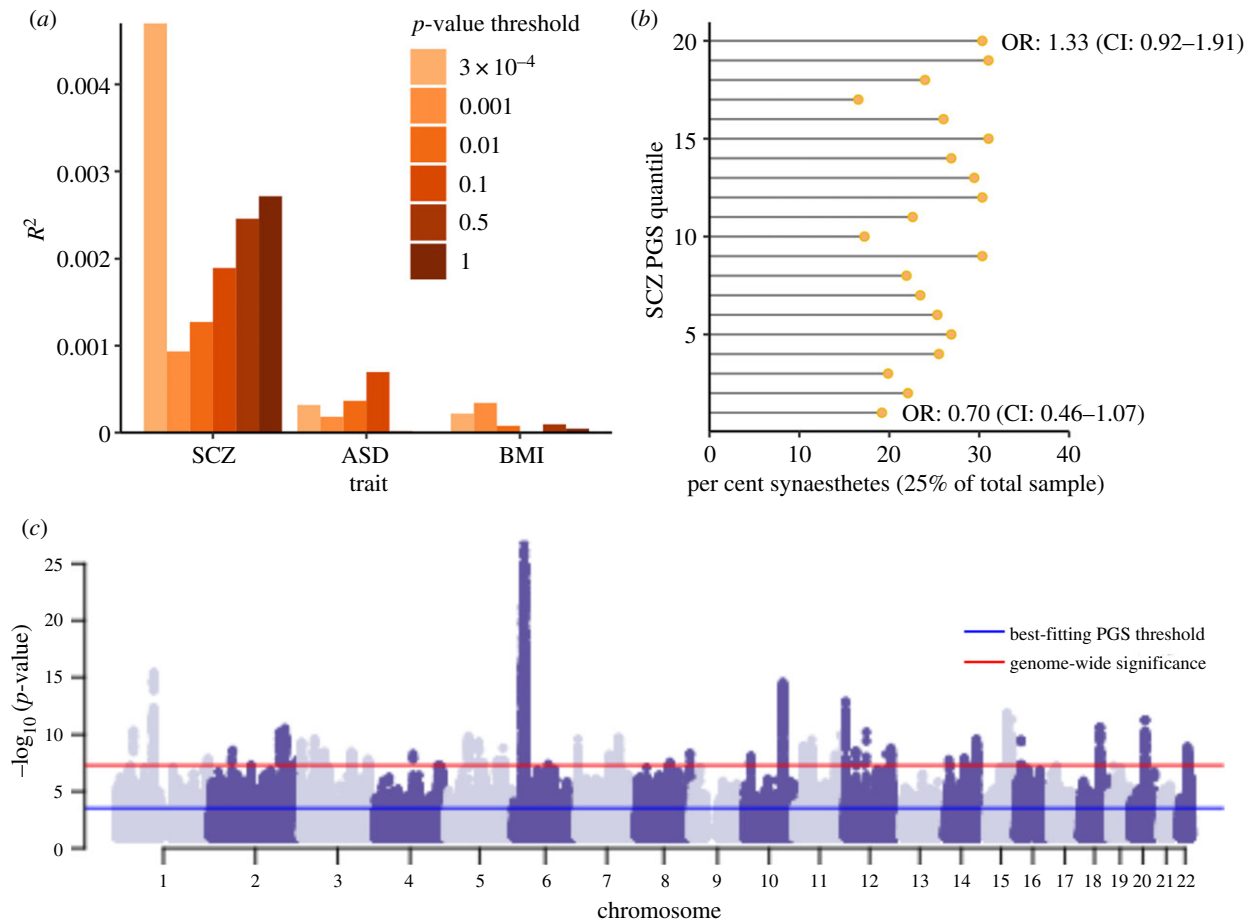 (a)
p-value threshold
3 × 10⁻⁴
0.001
0.01
0.1
0.5
1
0.004
0.003
0.002
0.001
0
R²
SCZ
ASD
BMI
trait
(b)
20
15
10
5
SCZ PGS quantile
OR: 1.33 (CI: 0.92–1.91)
OR: 0.70 (CI: 0.46–1.07)
0
10
20
30
40
per cent synaesthetes (25% of total sample)
(c)
25
20
15
10
5
0
–log₁₀ (p-value)
best-fitting PGS threshold
genome-wide significance
1
2
3
4
5
6
7
8
9
10
11
12
13
14
15
16
17
18
19
20
21
22
chromosome